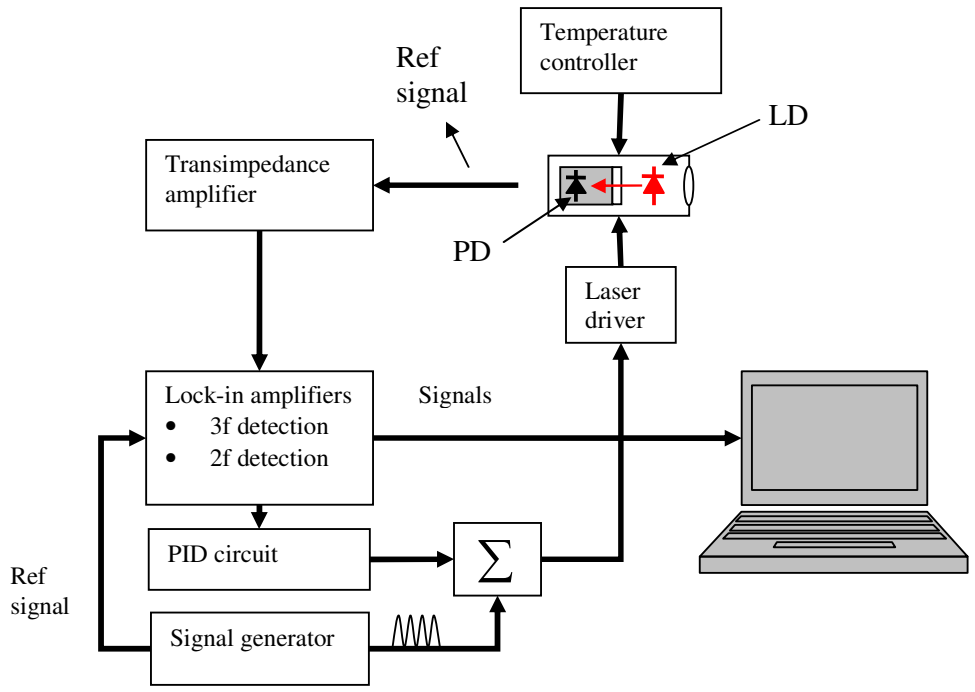 Temperature
controller
Ref
signal
LD
Transimpedance
amplifier
PD
Laser
driver
Lock-in amplifiers
• 3f detection
• 2f detection
Signals
PID circuit
Σ
Ref
signal
Signal generator